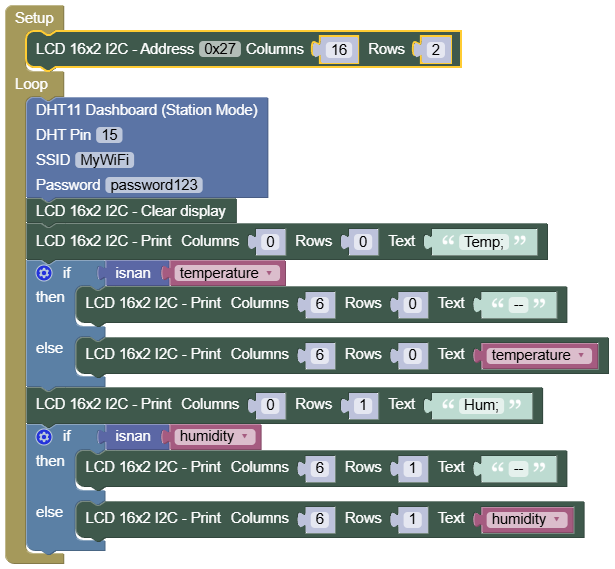 Setup
LCD 16x2 I2C - Address 0x27 Columns 16 Rows 2
Loop
DHT11 Dashboard (Station Mode)
DHT Pin 15
SSID MyWiFi
Password password123
LCD 16x2 I2C - Clear display
LCD 16x2 I2C - Print Columns 0 Rows 0 Text “ Temp; ”
if isnan temperature
then LCD 16x2 I2C - Print Columns 6 Rows 0 Text “ -- ”
else LCD 16x2 I2C - Print Columns 6 Rows 0 Text temperature
LCD 16x2 I2C - Print Columns 0 Rows 1 Text “ Hum; ”
if isnan humidity
then LCD 16x2 I2C - Print Columns 6 Rows 1 Text “ -- ”
else LCD 16x2 I2C - Print Columns 6 Rows 1 Text humidity